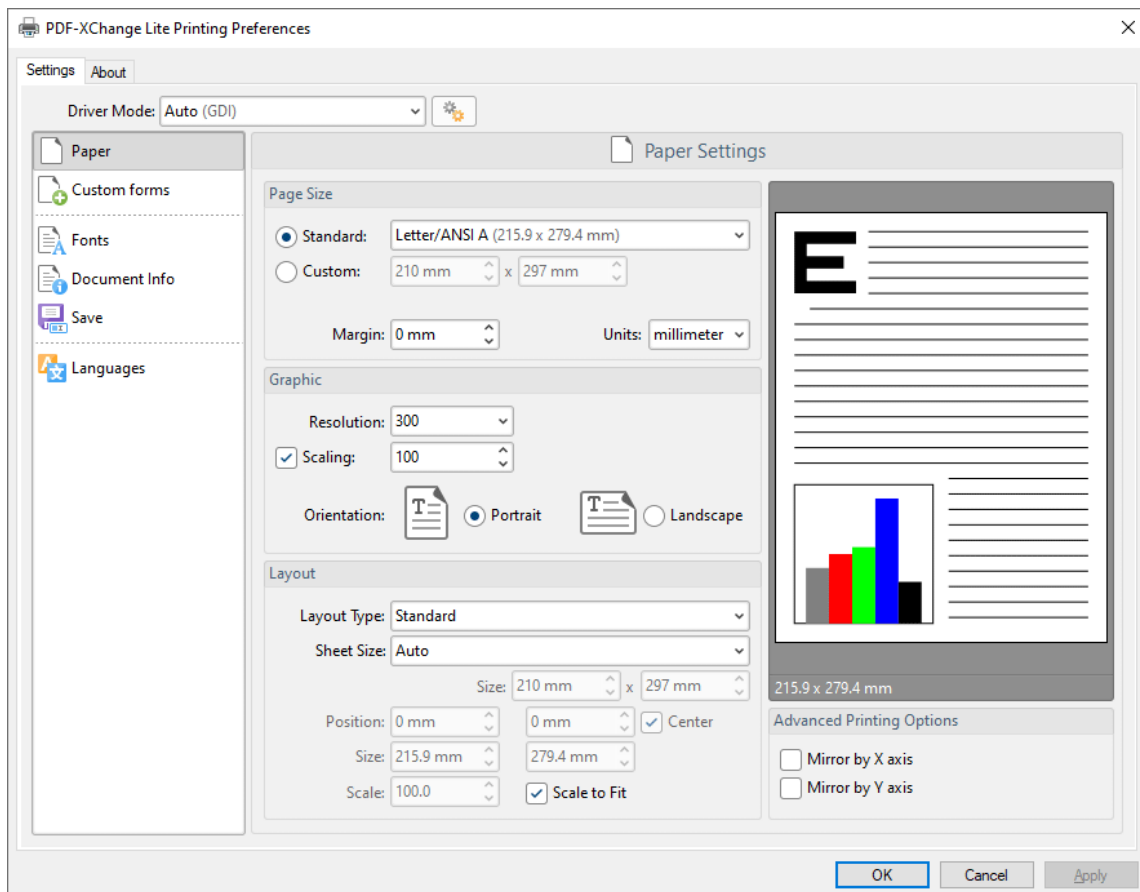 PDF-XChange Lite Printing Preferences
Settings About
Driver Mode: Auto (GDI)
Paper
Custom forms
Fonts
Document Info
Save
Languages
Paper Settings
Page Size
Standard: Letter/ANSI A (215.9 x 279.4 mm)
Custom: 210 mm x 297 mm
Margin: 0 mm Units: millimeter
Graphic
Resolution: 300
Scaling: 100
Orientation: Portrait Landscape
Layout
Layout Type: Standard
Sheet Size: Auto
Size: 210 mm x 297 mm
Position: 0 mm 0 mm Center
Size: 215.9 mm 279.4 mm
Scale: 100.0 Scale to Fit
E
215.9 x 279.4 mm
Advanced Printing Options
Mirror by X axis
Mirror by Y axis
OK Cancel Apply